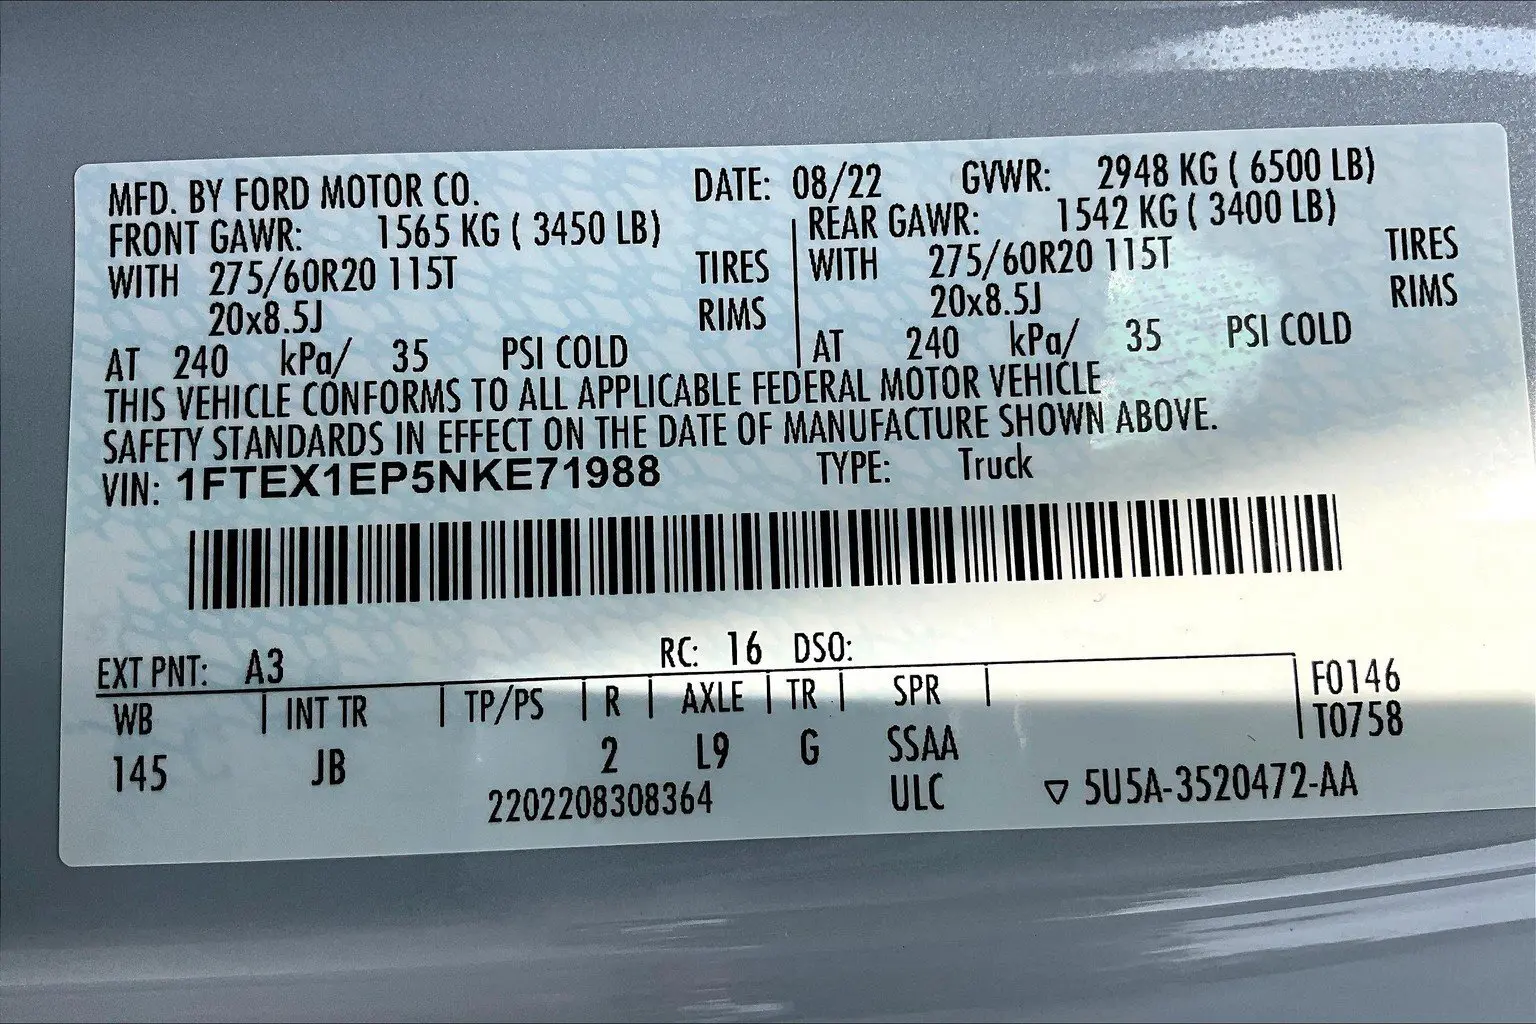 MFD. BY FORD MOTOR CO. DATE: 08/22 GVWR: 2948 KG ( 6500 LB)
FRONT GAWR: 1565 KG ( 3450 LB) REAR GAWR: 1542 KG ( 3400 LB)
WITH 275/60R20 115T TIRES WITH 275/60R20 115T TIRES
20x8.5J RIMS 20x8.5J RIMS
AT 240 kPa/ 35 PSI COLD AT 240 kPa/ 35 PSI COLD
THIS VEHICLE CONFORMS TO ALL APPLICABLE FEDERAL MOTOR VEHICLE
SAFETY STANDARDS IN EFFECT ON THE DATE OF MANUFACTURE SHOWN ABOVE.
VIN: 1FTEX1EP5NKE71988 TYPE: Truck
EXT PNT: A3 RC: 16 DSO:
WB | INT TR | TP/PS | R | AXLE | TR | SPR | F0146
T0758
145 JB 2 L9 G SSAA
2202208308364 ULC ▽ 5U5A-3520472-AA